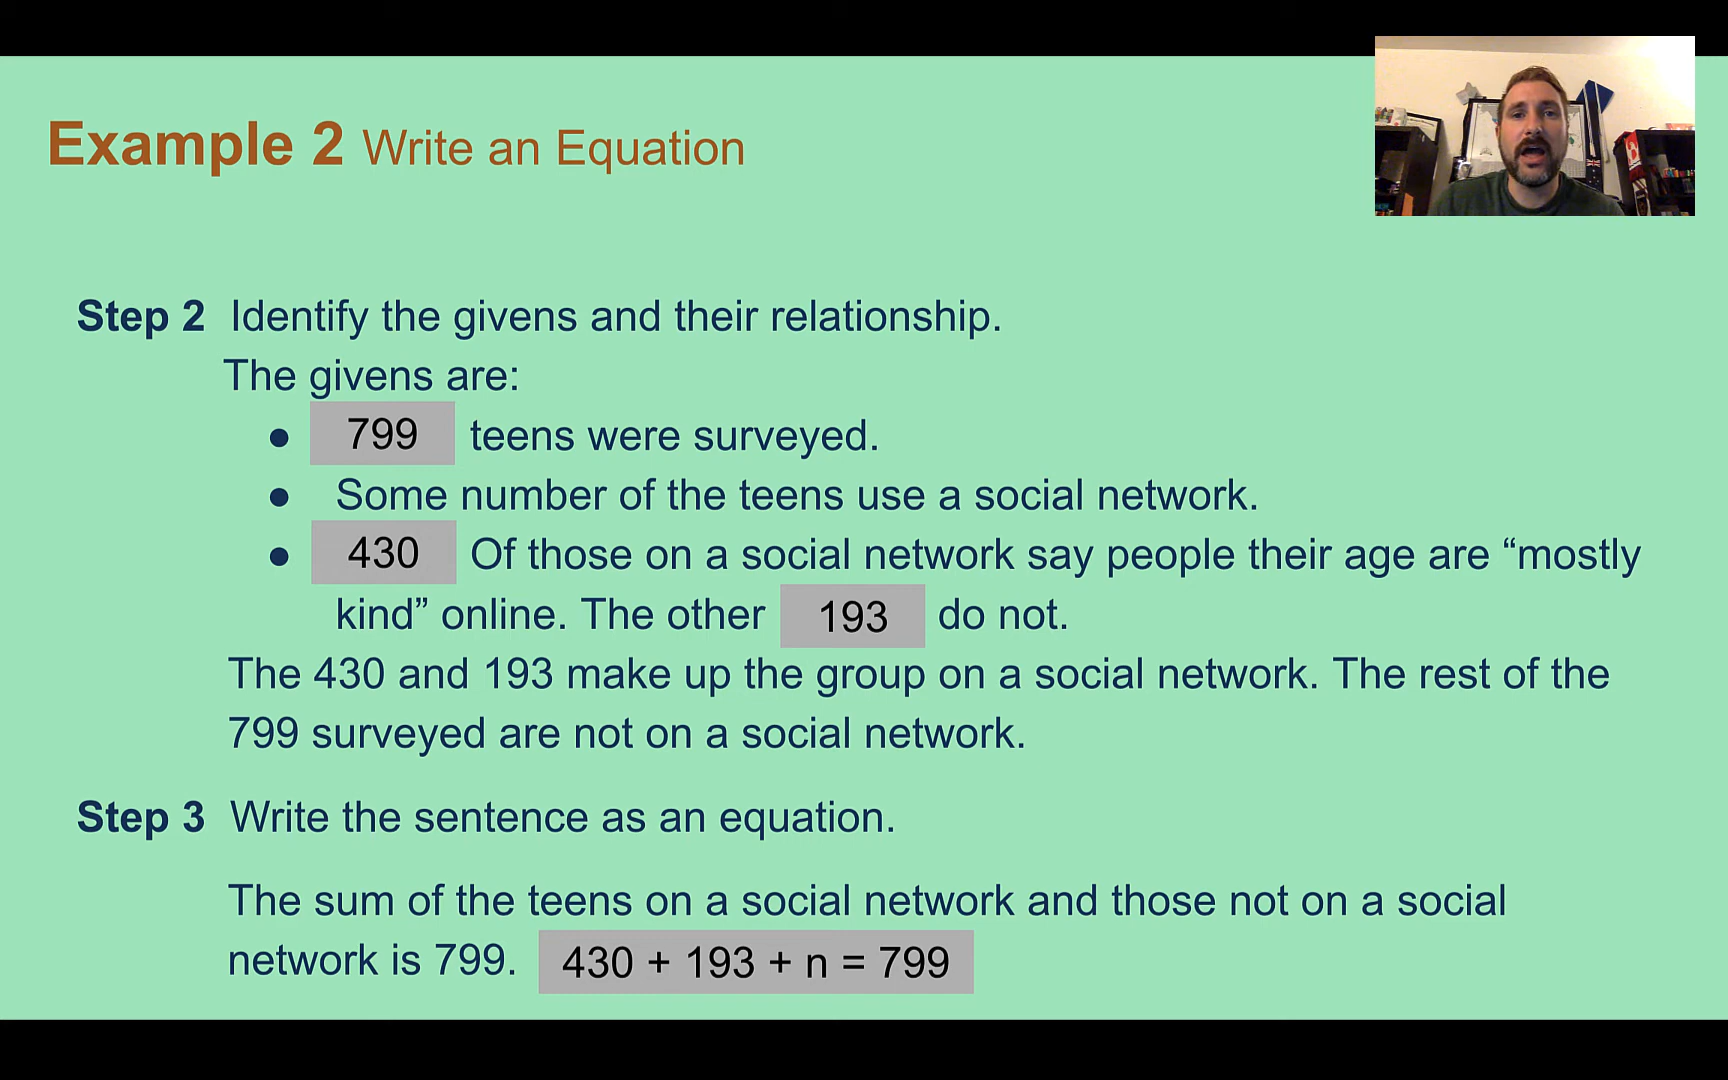 Example 2 Write an Equation
Step 2 Identify the givens and their relationship.
The givens are:
● 799 teens were surveyed.
● Some number of the teens use a social network.
● 430 Of those on a social network say people their age are “mostly
kind” online. The other 193 do not.
The 430 and 193 make up the group on a social network. The rest of the
799 surveyed are not on a social network.
Step 3 Write the sentence as an equation.
The sum of the teens on a social network and those not on a social
network is 799. 430 + 193 + n = 799